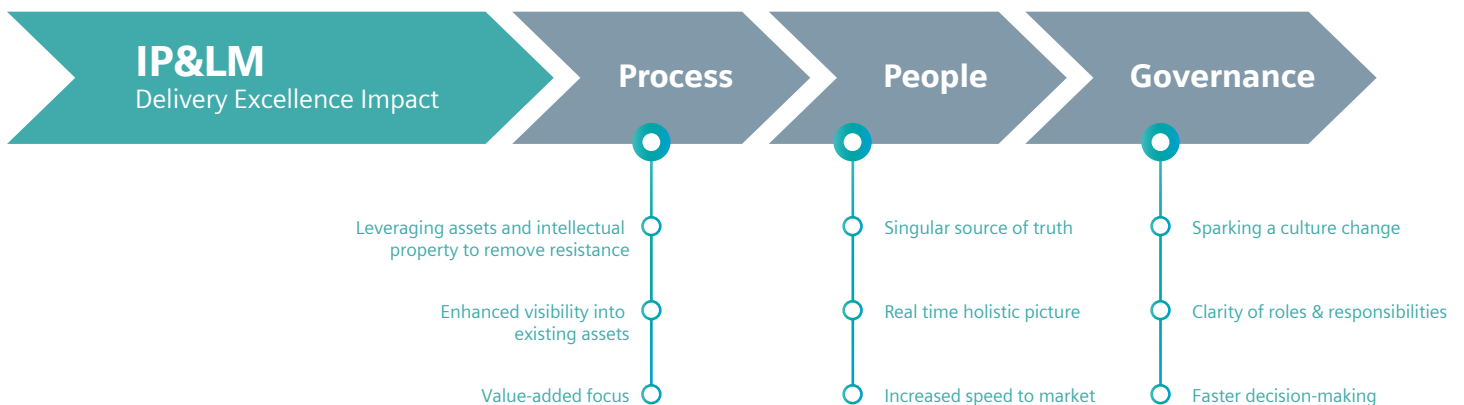 IP&LM
Delivery Excellence Impact
Process
People
Governance
Leveraging assets and intellectual
property to remove resistance
Enhanced visibility into
existing assets
Value-added focus
Singular source of truth
Real time holistic picture
Increased speed to market
Sparking a culture change
Clarity of roles & responsibilities
Faster decision-making